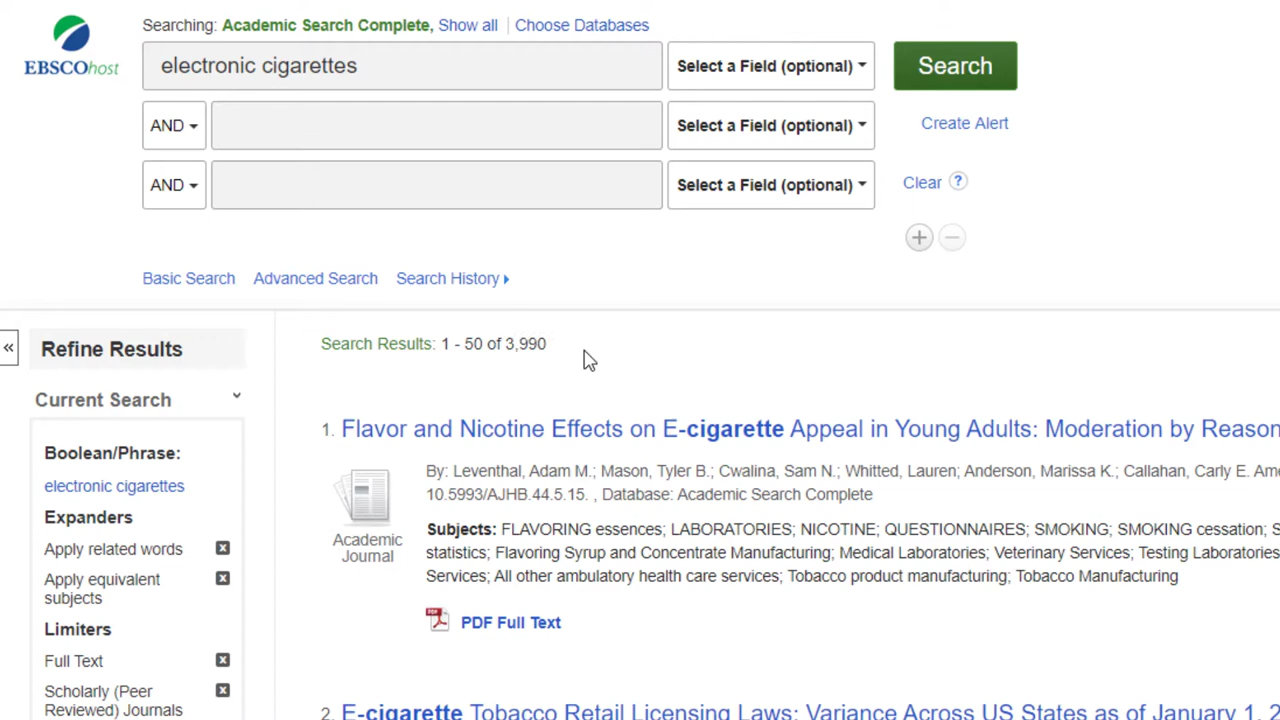 Searching: Academic Search Complete, Show all | Choose Databases
EBSCOhost
electronic cigarettes
Select a Field (optional)
Search
AND
Select a Field (optional)
Create Alert
AND
Select a Field (optional)
Clear ?
Basic Search Advanced Search Search History
Refine Results
Search Results: 1 - 50 of 3,990
Current Search
Boolean/Phrase:
electronic cigarettes
Expanders
Apply related words
Apply equivalent
subjects
Limiters
Full Text
Scholarly (Peer
Reviewed) Journals
1. Flavor and Nicotine Effects on E-cigarette Appeal in Young Adults: Moderation by Reason
Academic
Journal
By: Leventhal, Adam M.; Mason, Tyler B.; Cwalina, Sam N.; Whitted, Lauren; Anderson, Marissa K.; Callahan, Carly E. Am
10.5993/AJHB.44.5.15. , Database: Academic Search Complete
Subjects: FLAVORING essences; LABORATORIES; NICOTINE; QUESTIONNAIRES; SMOKING; SMOKING cessation; S
statistics; Flavoring Syrup and Concentrate Manufacturing; Medical Laboratories; Veterinary Services; Testing Laboratories
Services; All other ambulatory health care services; Tobacco product manufacturing; Tobacco Manufacturing
PDF Full Text
2. E-cigarette Tobacco Retail Licensing Laws: Variance Across US States as of January 1, 2